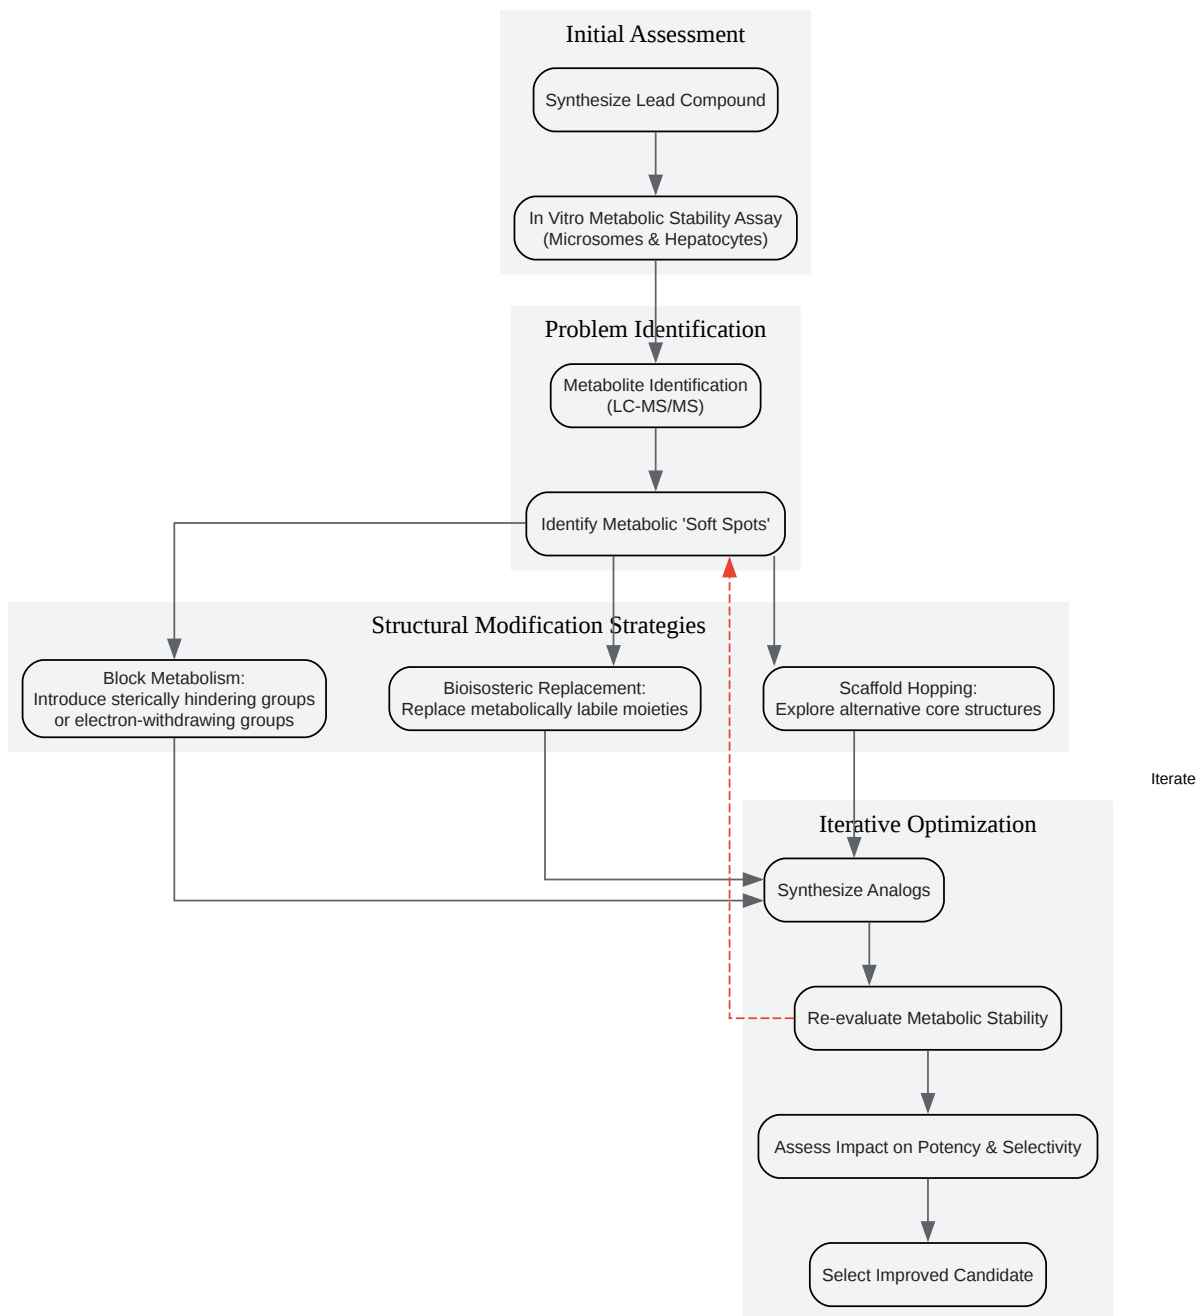 Initial Assessment
Synthesize Lead Compound
In Vitro Metabolic Stability Assay
(Microsomes & Hepatocytes)
Problem Identification
Metabolite Identification
(LC-MS/MS)
Identify Metabolic 'Soft Spots'
Structural Modification Strategies
Block Metabolism:
Introduce sterically hindering groups
or electron-withdrawing groups
Bioisosteric Replacement:
Replace metabolically labile moieties
Scaffold Hopping:
Explore alternative core structures
Iterate
Iterative Optimization
Synthesize Analogs
Re-evaluate Metabolic Stability
Assess Impact on Potency & Selectivity
Select Improved Candidate